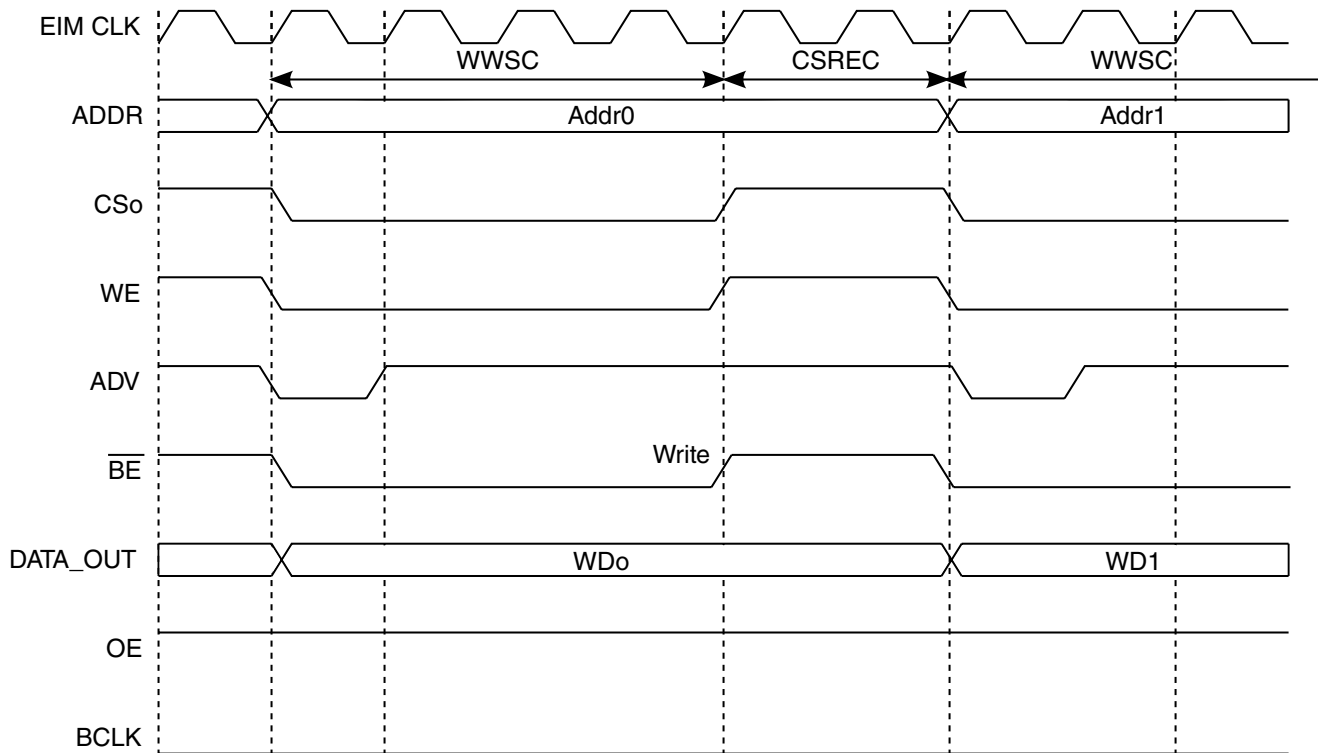 EIM CLK
WWSC CSREC WWSC
ADDR Addr0 Addr1
CSo
WE
ADV
BE Write
DATA_OUT WDo WD1
OE
BCLK